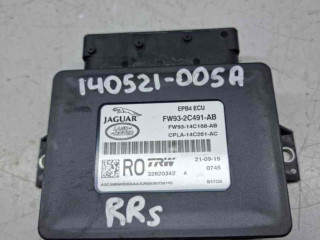 140521-005A
EPB4 ECU
JAGUAR
LAND ROVER
FW93-2C491-AB
FW93-14C168-AB
CPLA-14C261-AC
RO
TRW
21-09-15
32820342 A
0745
RRs